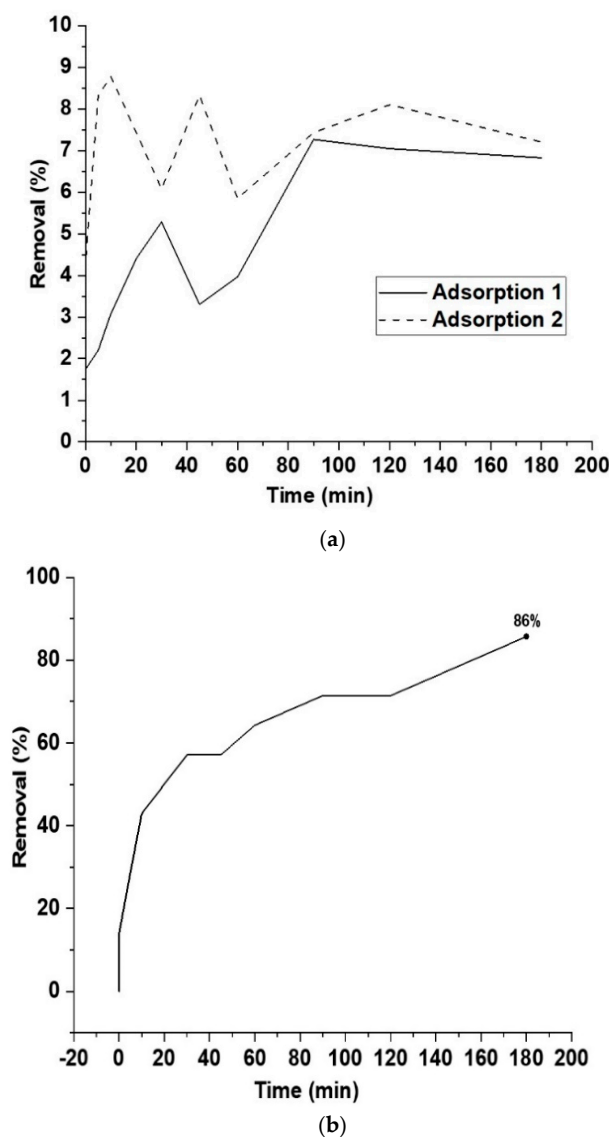 10
9
8
7
6
5
4
3
2
1
0
Removal (%)
Adsorption 1
Adsorption 2
0 20 40 60 80 100 120 140 160 180 200
Time (min)
(a)
100
80
60
40
20
0
Removal (%)
86%
-20 0 20 40 60 80 100 120 140 160 180 200
Time (min)
(b)